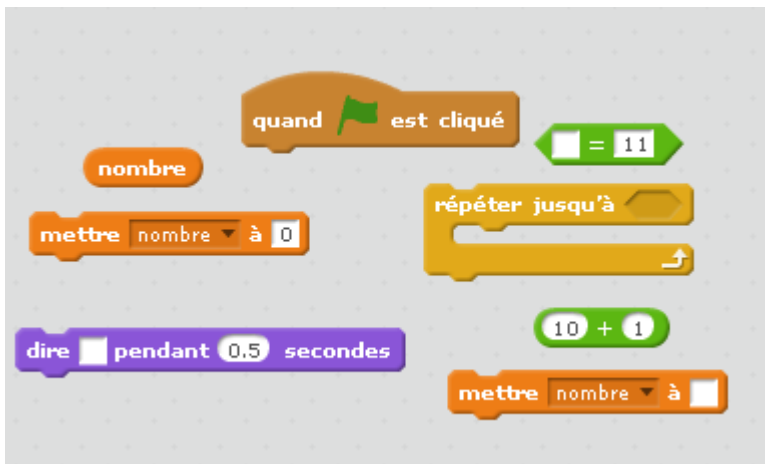 quand est cliqué
= 11
nombre
répéter jusqu'à
mettre nombre à 0
10 + 1
dire pendant 0.5 secondes
mettre nombre à